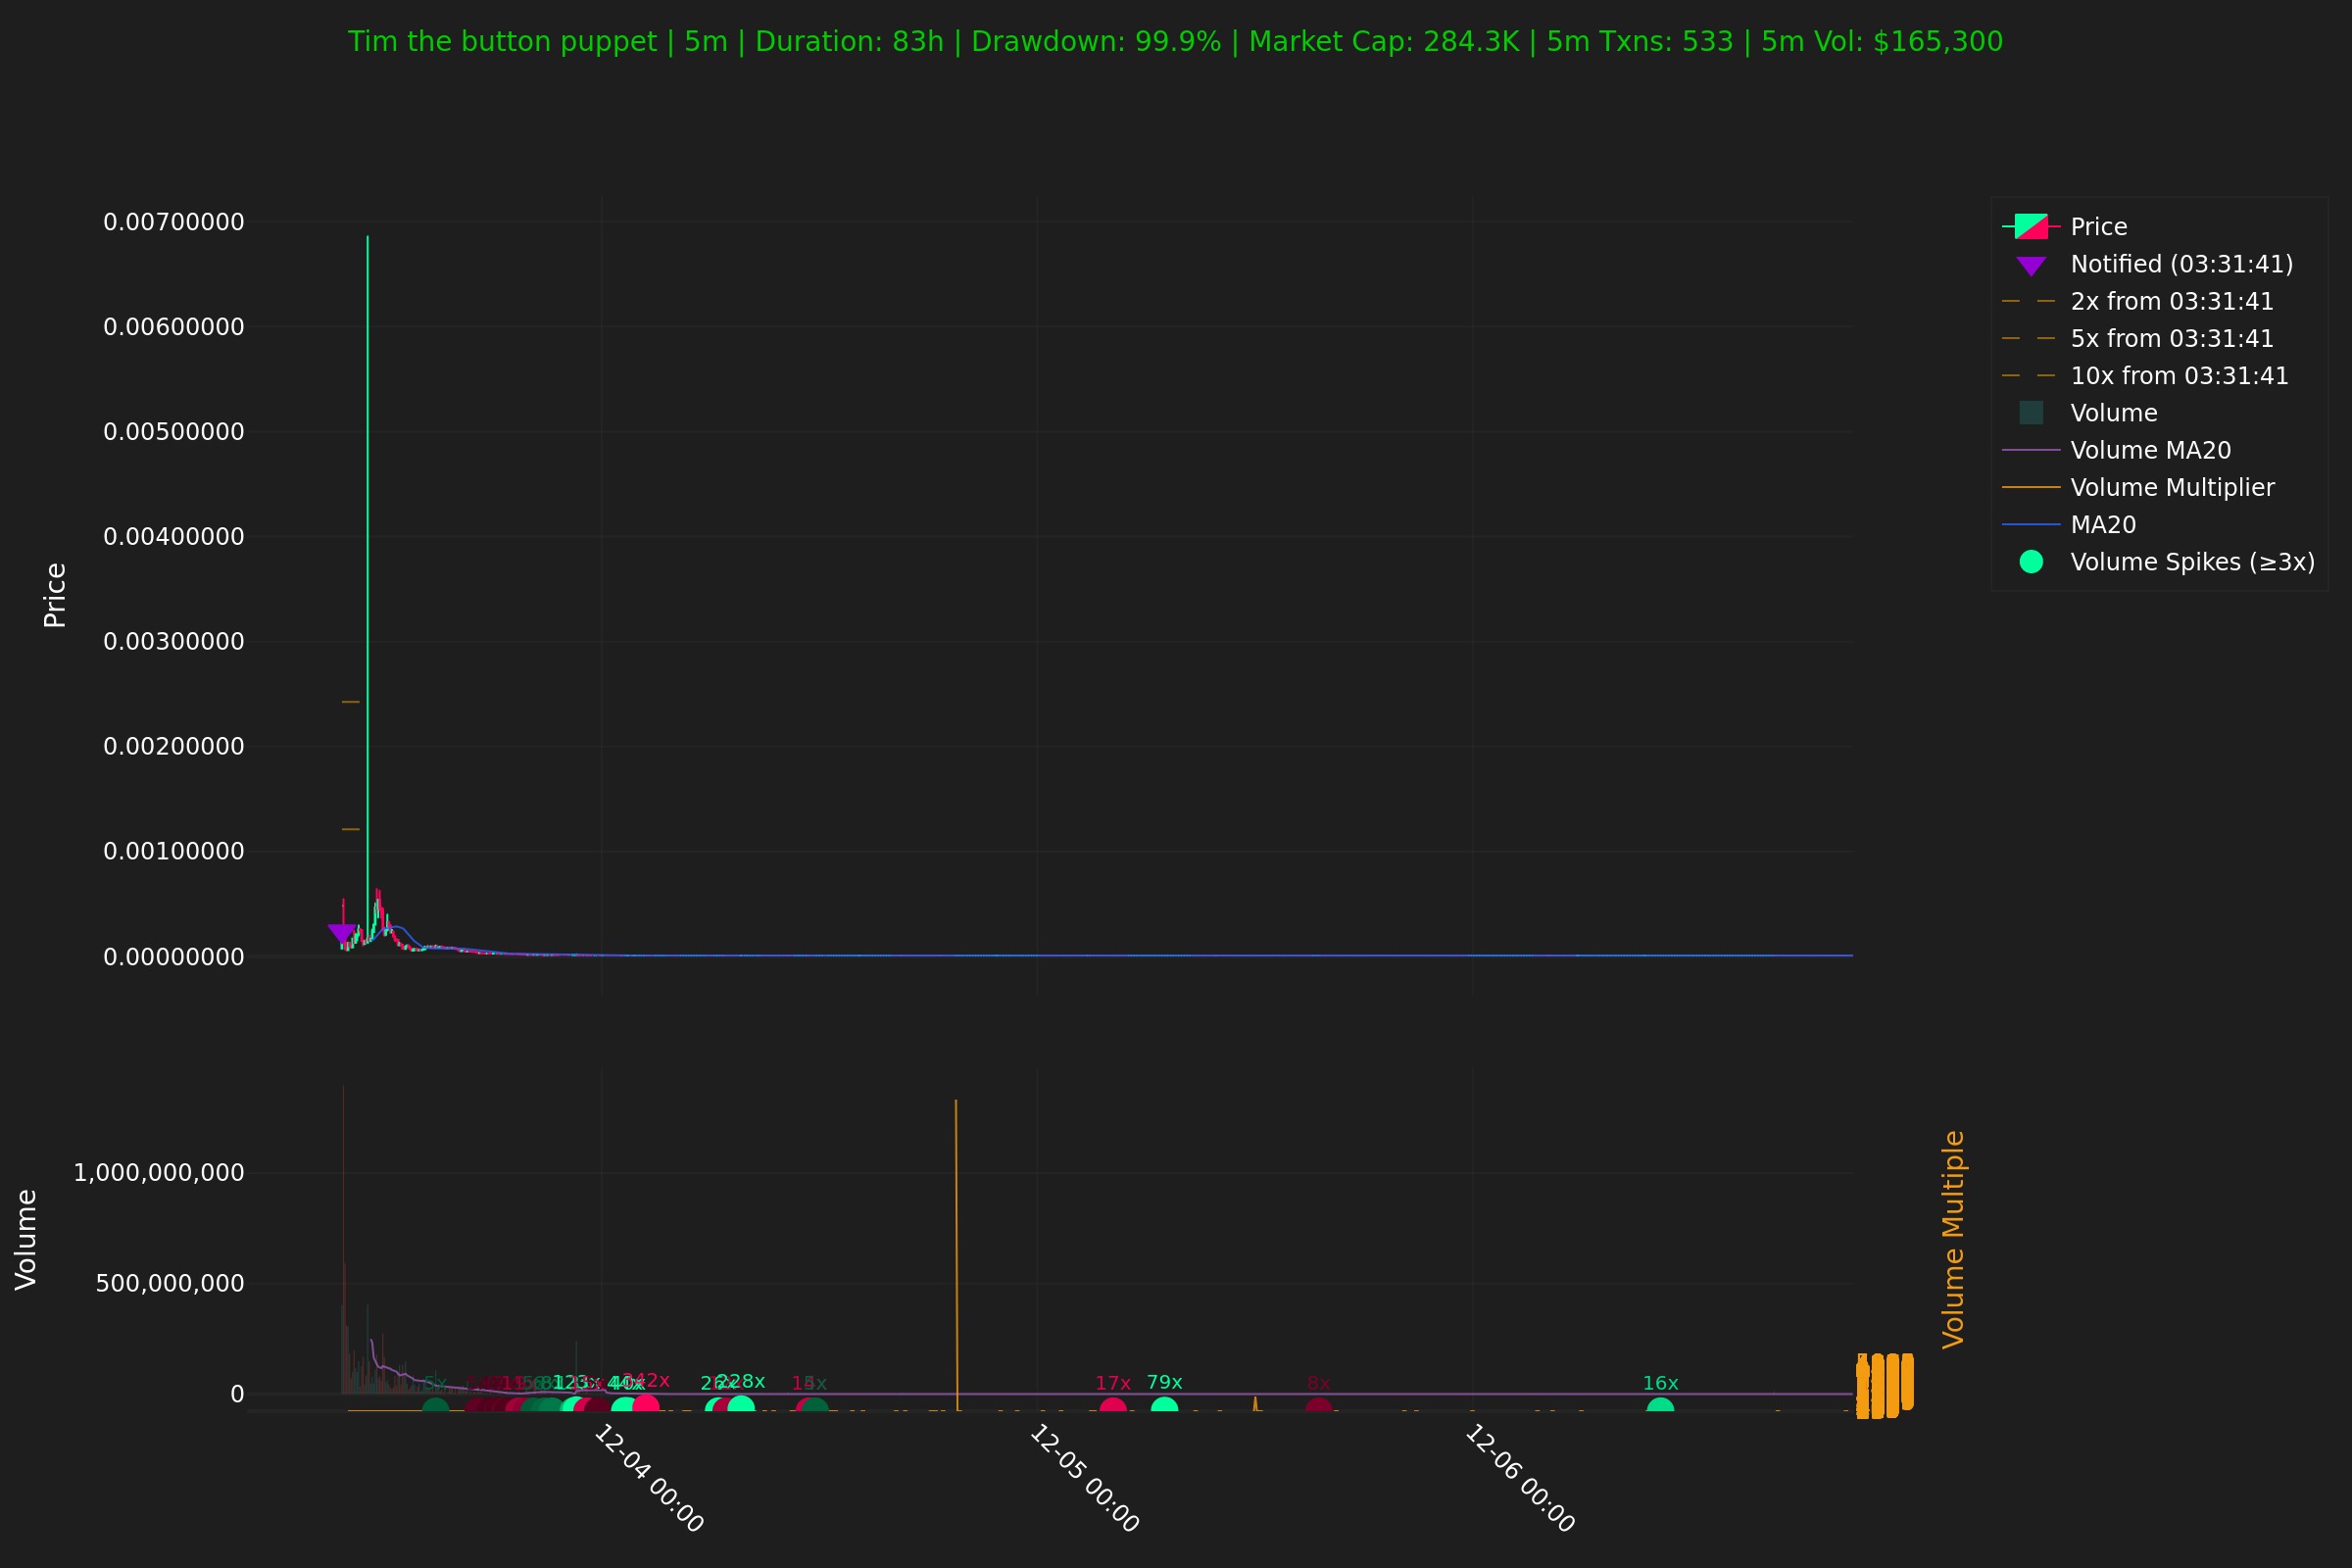 Tim the button puppet | 5m | Duration: 83h | Drawdown: 99.9% | Market Cap: 284.3K | 5m Txns: 533 | 5m Vol: $165,300
Price
0.00700000
0.00600000
0.00500000
0.00400000
0.00300000
0.00200000
0.00100000
0.00000000
Price
Notified (03:31:41)
2x from 03:31:41
5x from 03:31:41
10x from 03:31:41
Volume
Volume MA20
Volume Multiplier
MA20
Volume Spikes (≥3x)
Volume
1,000,000,000
500,000,000
0
5x
123x
228x
17x
79x
8x
16x
Volume Multiple
12-04 00:00
12-05 00:00
12-06 00:00